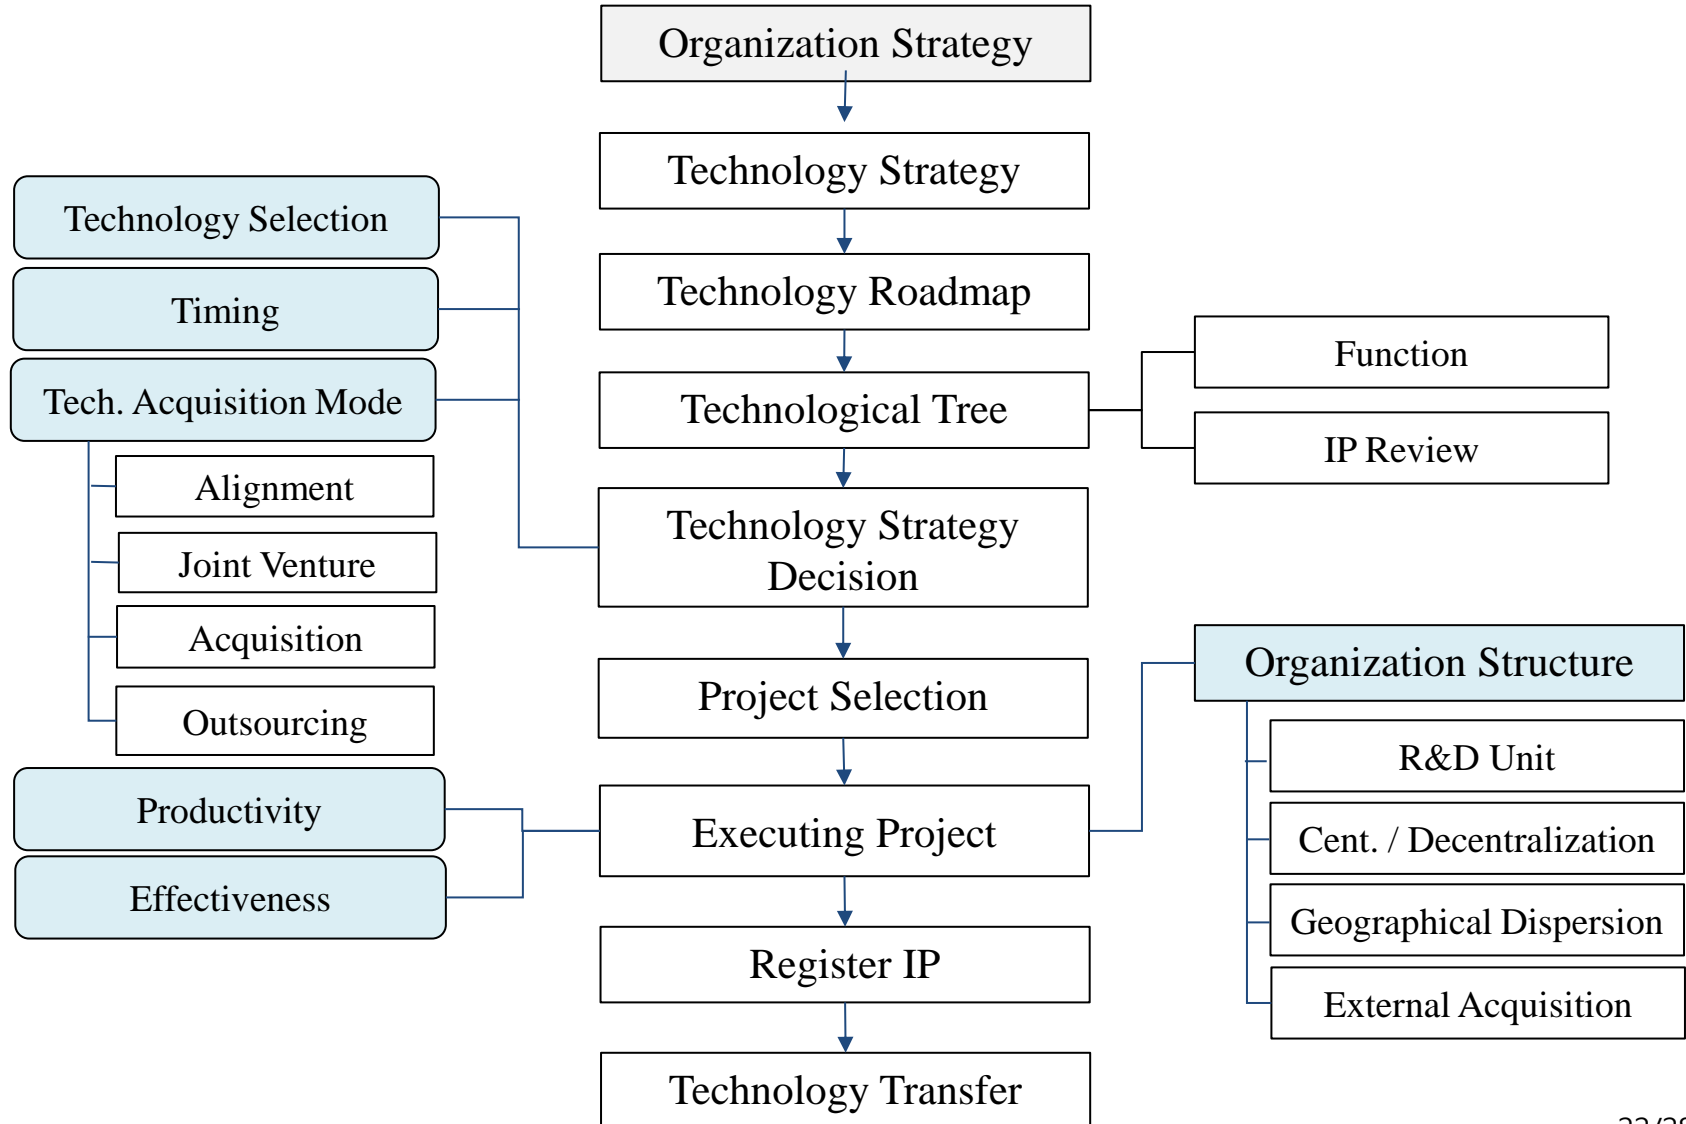 Organization Strategy
Technology Strategy
Technology Selection
Technology Roadmap
Timing
Function
Tech. Acquisition Mode
Technological Tree
IP Review
Alignment
Technology Strategy
Decision
Joint Venture
Acquisition
Organization Structure
Project Selection
Outsourcing
R&D Unit
Productivity
Executing Project
Cent. / Decentralization
Effectiveness
Geographical Dispersion
Register IP
External Acquisition
Technology Transfer